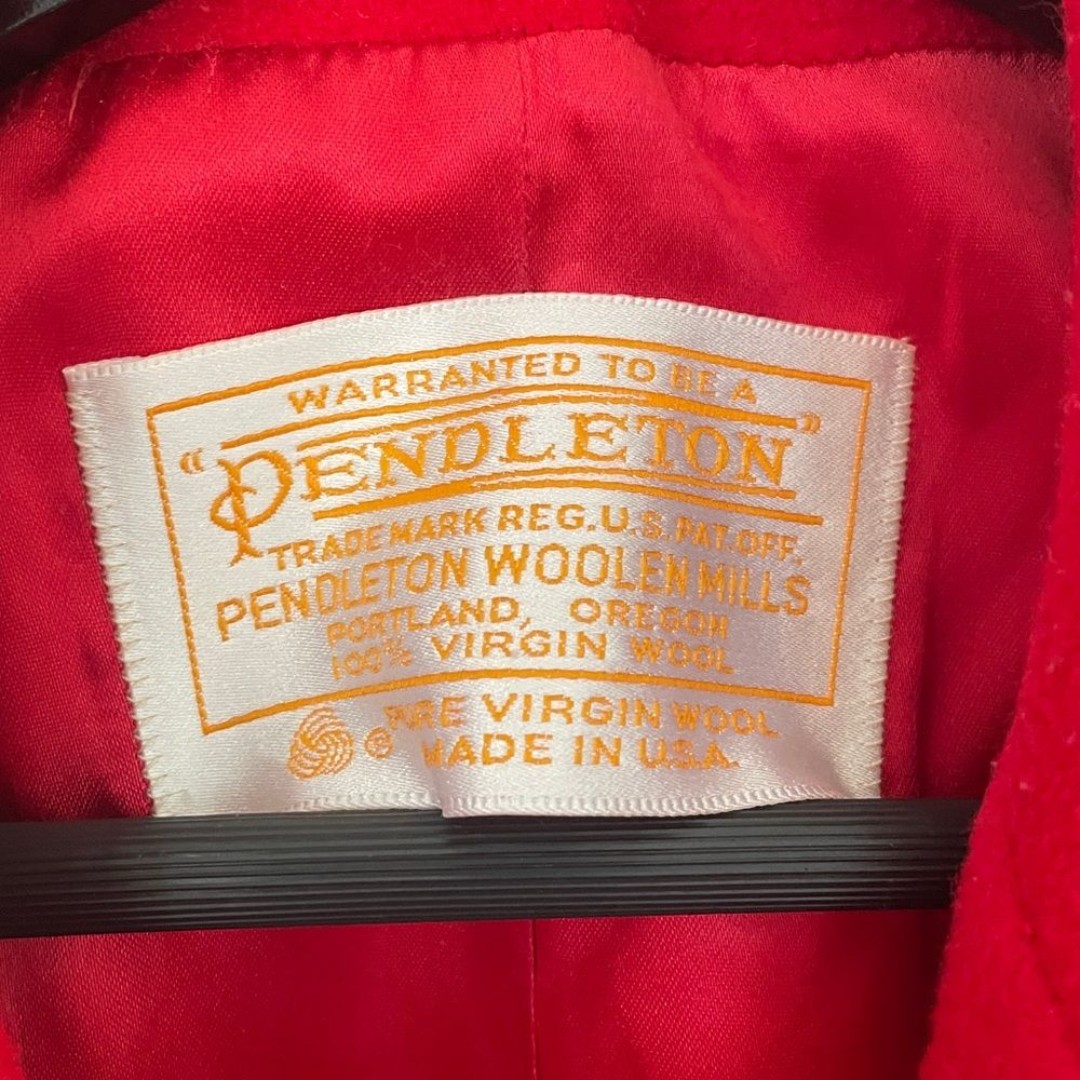 WARRANTED TO BE A
"PENDLETON"
TRADE MARK REG. U.S. PAT. OFF.
PENDLETON WOOLEN MILLS
PORTLAND, OREGON
100% VIRGIN WOOL
® PURE VIRGIN WOOL
MADE IN U.S.A.